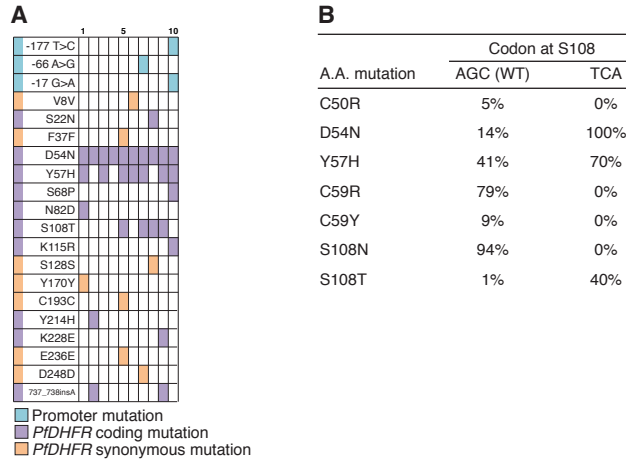 A
1 5 10
-177 T>C
-66 A>G
-17 G>A
V8V
S22N
F37F
D54N
Y57H
S68P
N82D
S108T
K115R
S128S
Y170Y
C193C
Y214H
K228E
E236E
D248D
737_738insA
Promoter mutation
PfDHFR coding mutation
PfDHFR synonymous mutation
B
Codon at S108
A.A. mutation AGC (WT) TCA
C50R 5% 0%
D54N 14% 100%
Y57H 41% 70%
C59R 79% 0%
C59Y 9% 0%
S108N 94% 0%
S108T 1% 40%